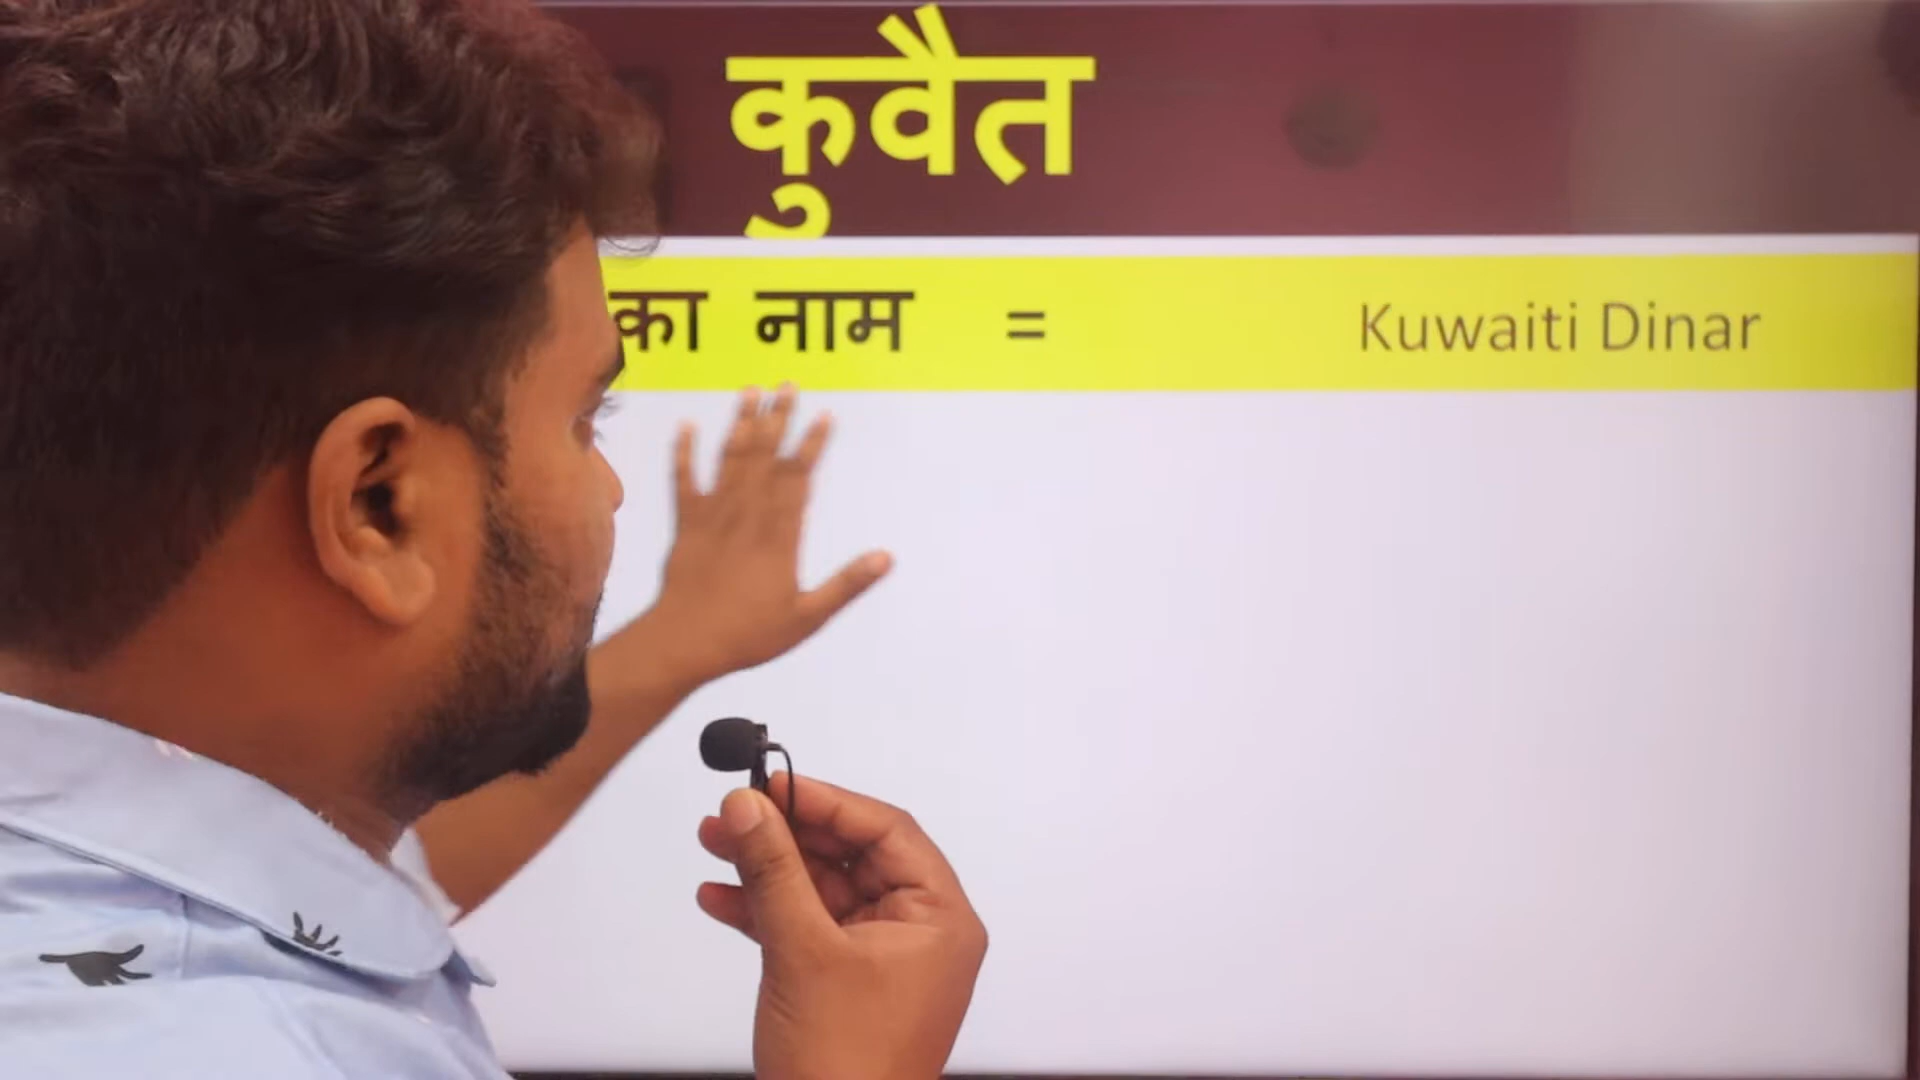 कुवैत
का नाम = Kuwaiti Dinar